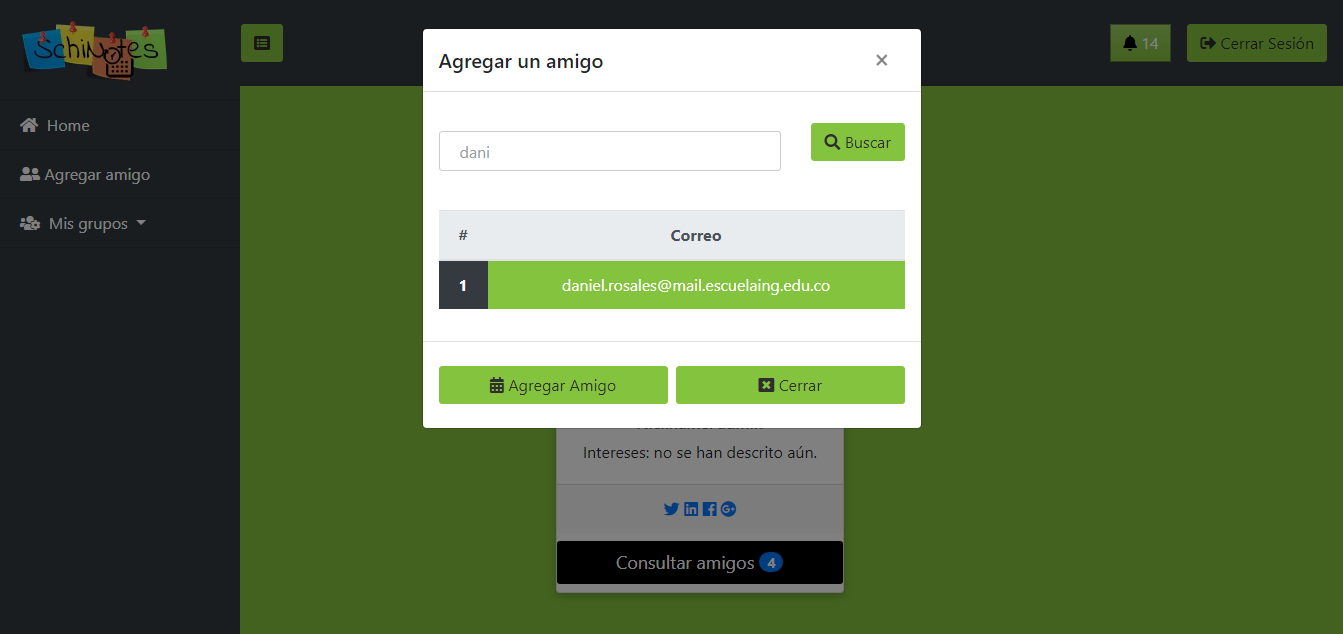 SchiNotes
14
Cerrar Sesión
Home
Agregar amigo
Mis grupos
Agregar un amigo
×
dani
Buscar
# Correo
1 daniel.rosales@mail.escuelaing.edu.co
Agregar Amigo
Cerrar
Intereses: no se han descrito aún.
Consultar amigos 4